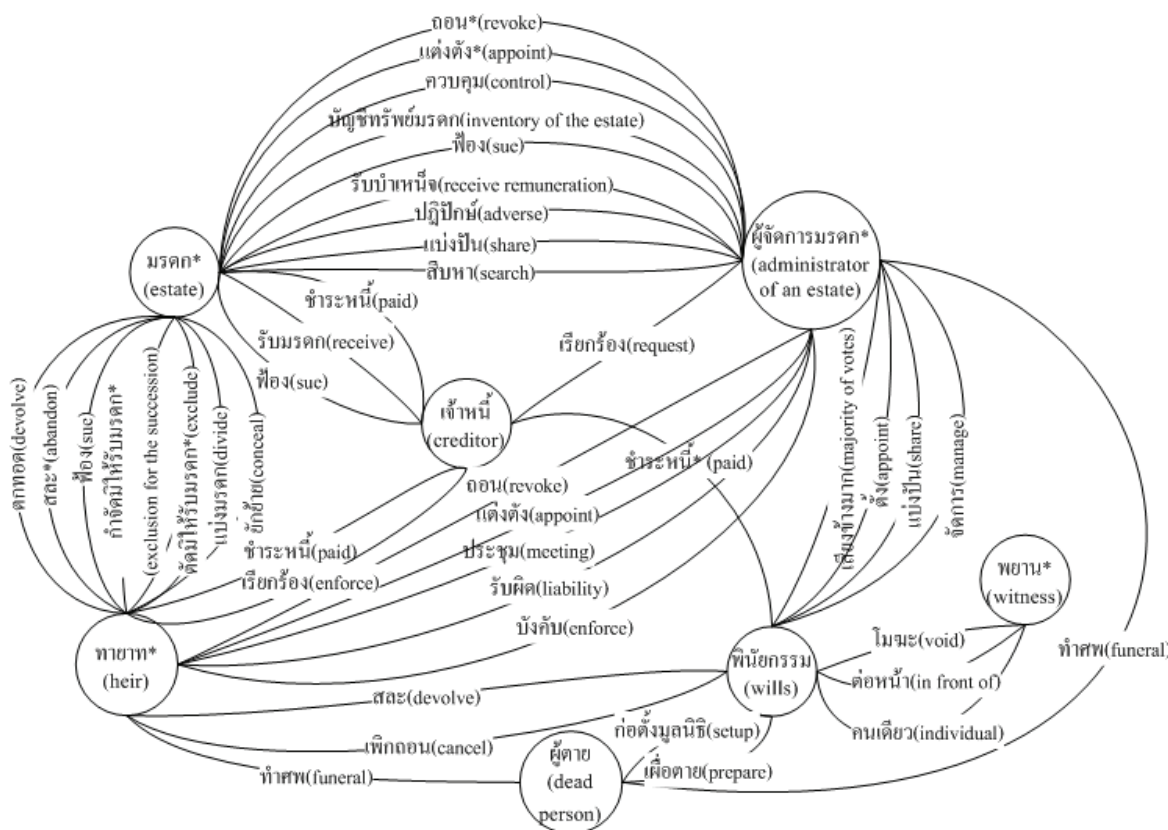 ถอน*(revoke)
แต่งตั้ง*(appoint)
ควบคุม(control)
บัญชีทรัพย์มรดก(inventory of the estate)
ฟ้อง(sue)
รับบำเหน็จ(receive remuneration)
ปฏิปักษ์(adverse)
แบ่งปัน(share)
สืบหา(search)
มรดก*
(estate)
ผู้จัดการมรดก*
(administrator
of an estate)
ชำระหนี้(paid)
รับมรดก(receive)
ฟ้อง(sue)
เรียกร้อง(request)
เจ้าหนี้
(creditor)
ตกทอด(devolve)
สละ*(abandon)
ฟ้อง(sue)
กำจัดมิให้รับมรดก*
(exclusion for the succession)
ตัดมิให้รับมรดก*(exclude)
แบ่งมรดก(divide)
ยักย้าย(conceal)
ชำระหนี้*(paid)
เสียงข้างมาก(majority of votes)
ตั้ง(appoint)
แบ่งปัน(share)
จัดการ(manage)
ถอน(revoke)
แต่งตั้ง(appoint)
ประชุม(meeting)
รับผิด(liability)
บังคับ(enforce)
ชำระหนี้(paid)
เรียกร้อง(enforce)
พยาน*
(witness)
ทายาท*
(heir)
พินัยกรรม
(wills)
โมฆะ(void)
ต่อหน้า(in front of)
คนเดียว(individual)
ทำศพ(funeral)
สละ(devolve)
เพิกถอน(cancel)
ทำศพ(funeral)
ก่อตั้งมูลนิธิ(setup)
เผื่อตาย(prepare)
ผู้ตาย
(dead
person)